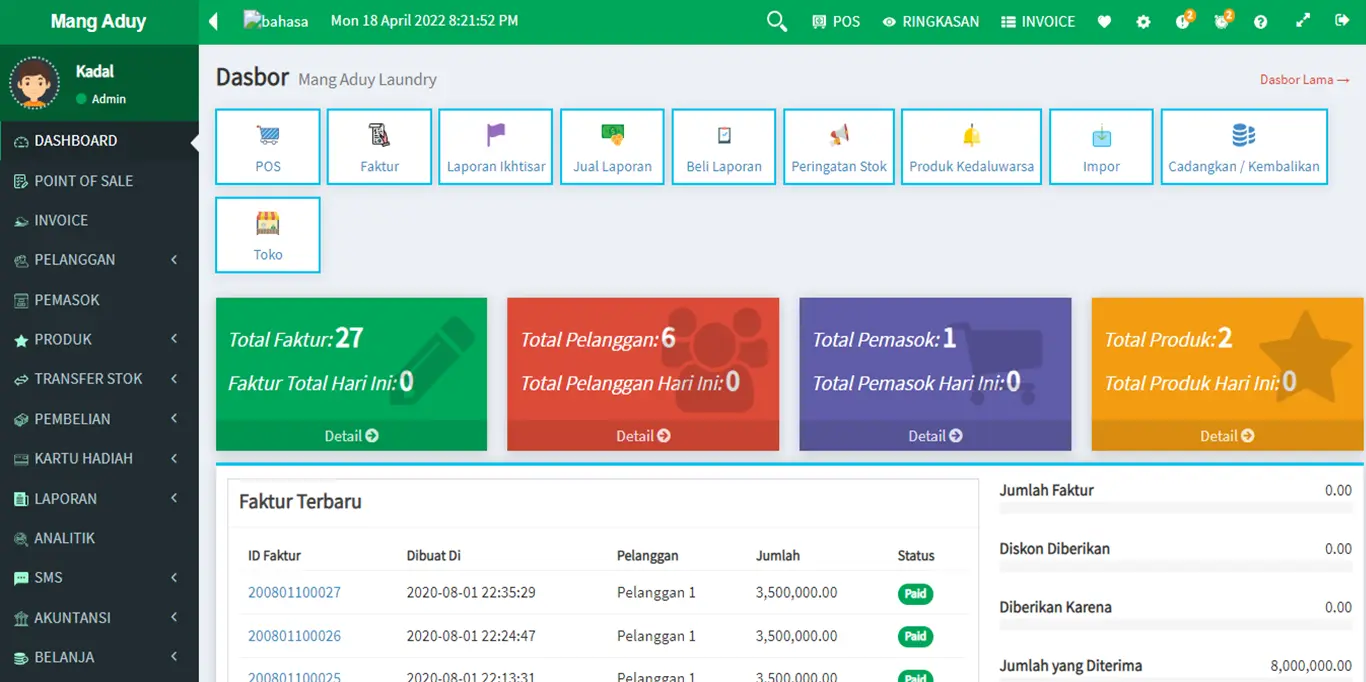 Mang Aduy
bahasa Mon 18 April 2022 8:21:52 PM POS RINGKASAN INVOICE 2 2
Kadal
Admin
DASHBOARD
POINT OF SALE
INVOICE
PELANGGAN
PEMASOK
PRODUK
TRANSFER STOK
PEMBELIAN
KARTU HADIAH
LAPORAN
ANALITIK
SMS
AKUNTANSI
BELANJA
Dasbor Mang Aduy Laundry
Dasbor Lama →
POS
Faktur
Laporan Ikhtisar
Jual Laporan
Beli Laporan
Peringatan Stok
Produk Kedaluwarsa
Impor
Cadangkan / Kembalikan
Toko
Total Faktur: 27
Faktur Total Hari Ini: 0
Detail
Total Pelanggan: 6
Total Pelanggan Hari Ini: 0
Detail
Total Pemasok: 1
Total Pemasok Hari Ini: 0
Detail
Total Produk: 2
Total Produk Hari Ini: 0
Detail
Faktur Terbaru
ID Faktur Dibuat Di Pelanggan Jumlah Status
200801100027 2020-08-01 22:35:29 Pelanggan 1 3,500,000.00 Paid
200801100026 2020-08-01 22:24:47 Pelanggan 1 3,500,000.00 Paid
200801100025 2020-08-01 22:13:31 Pelanggan 1 3,500,000.00 Paid
Jumlah Faktur 0.00
Diskon Diberikan 0.00
Diberikan Karena 0.00
Jumlah yang Diterima 8,000,000.00